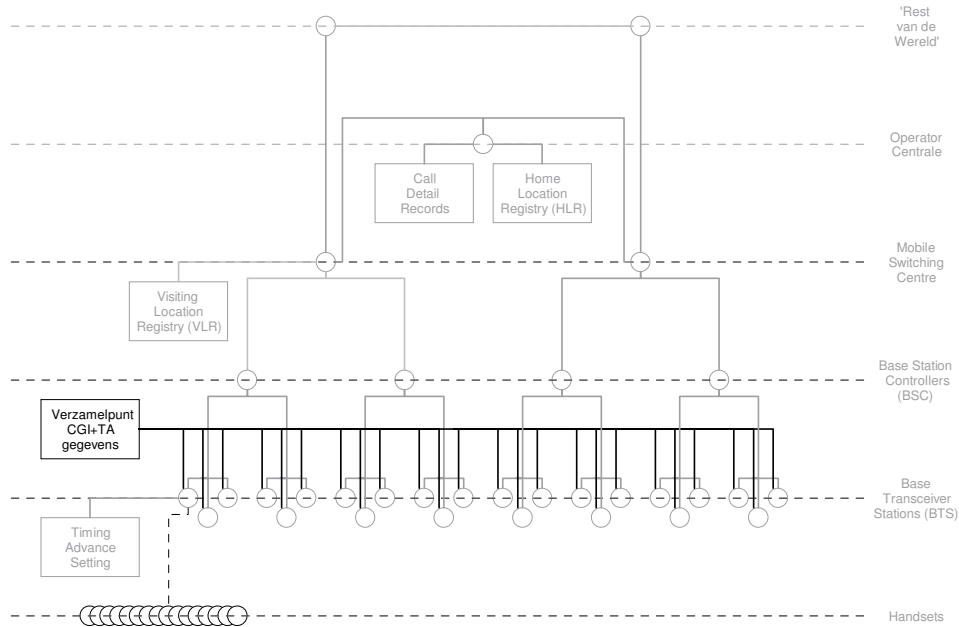 'Rest
van de
Wereld'
Operator
Centrale
Call
Detail
Records
Home
Location
Registry (HLR)
Mobile
Switching
Centre
Visiting
Location
Registry (VLR)
Base Station
Controllers
(BSC)
Verzamelpunt
CGI+TA
gegevens
Base
Transceiver
Stations (BTS)
Timing
Advance
Setting
Handsets